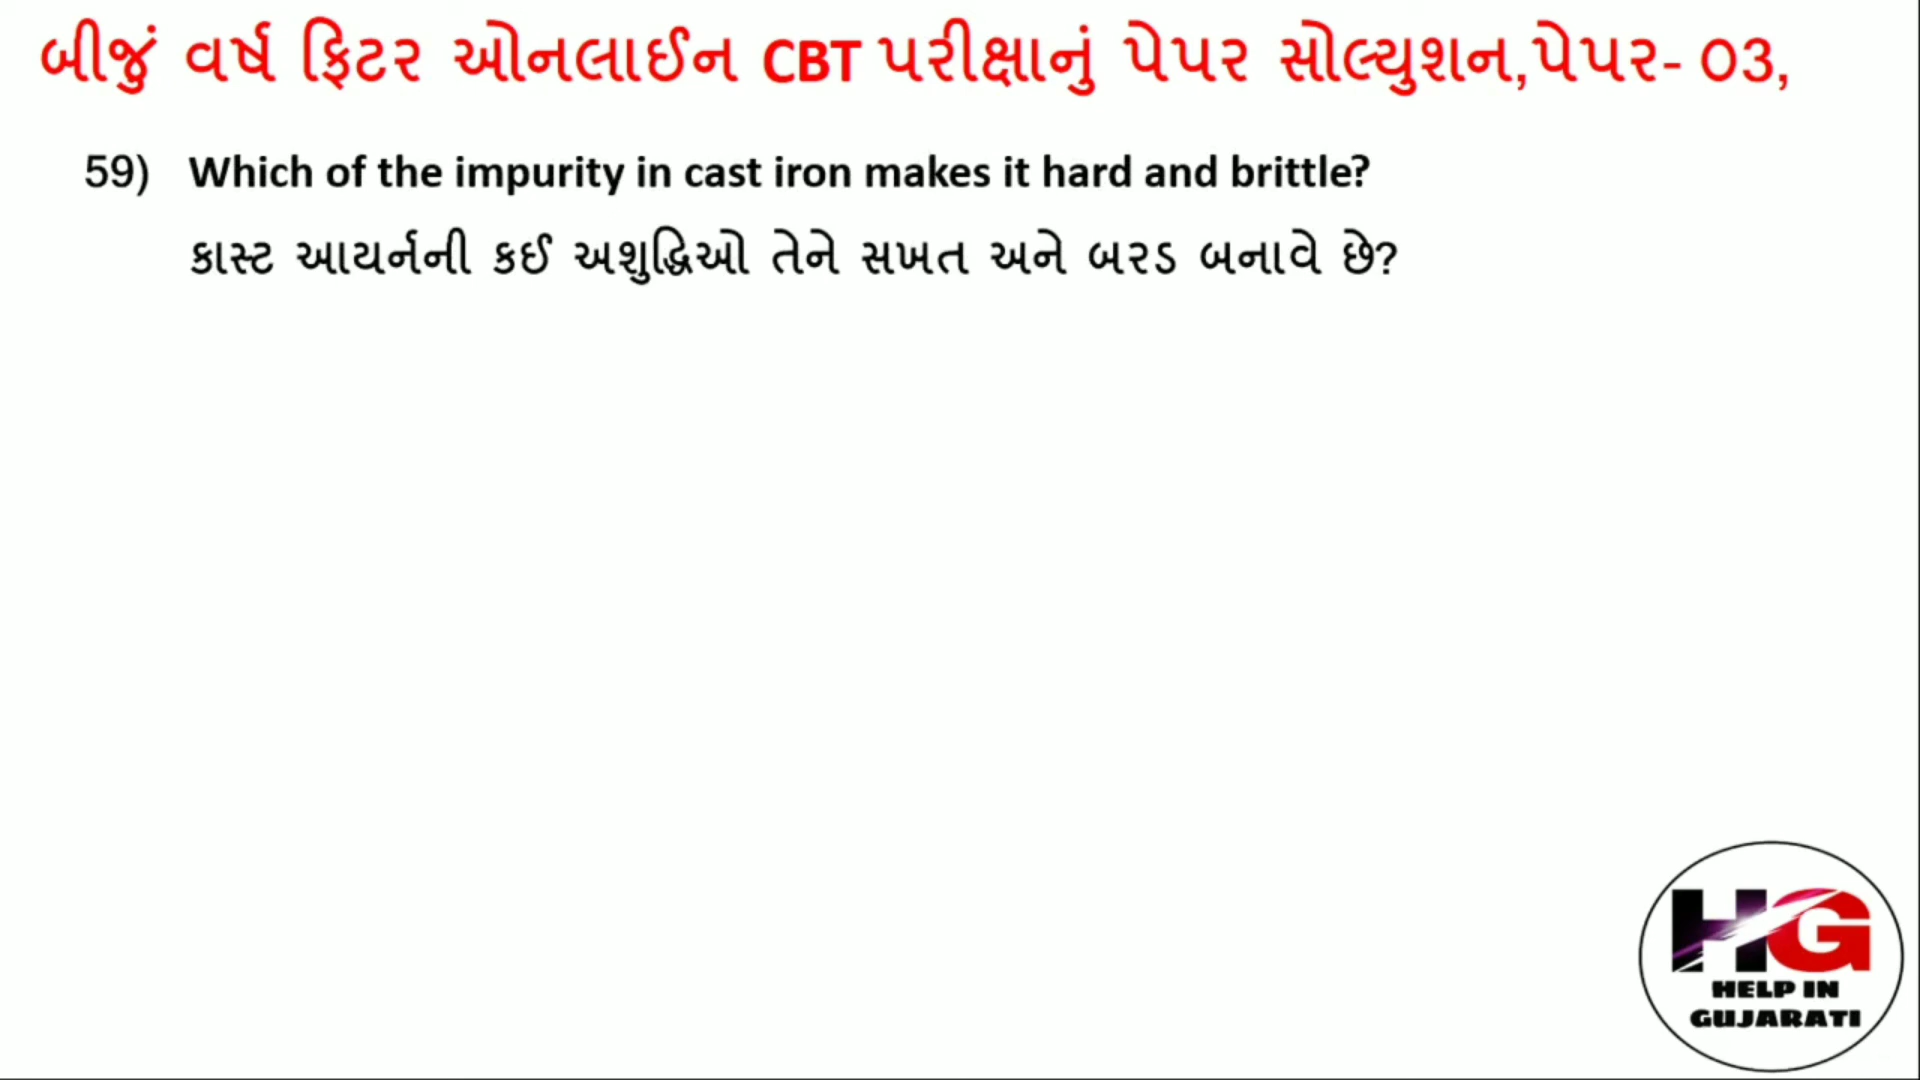 બીજું વર્ષ ફિટર ઓનલાઈન CBT પરીક્ષાનું પેપર સોલ્યુશન,પેપર- ૦૩,
59) Which of the impurity in cast iron makes it hard and brittle?
કાસ્ટ આયર્નની કઈ અશુદ્ધિઓ તેને સખત અને બરડ બનાવે છે?
HG
HELP IN
GUJARATI